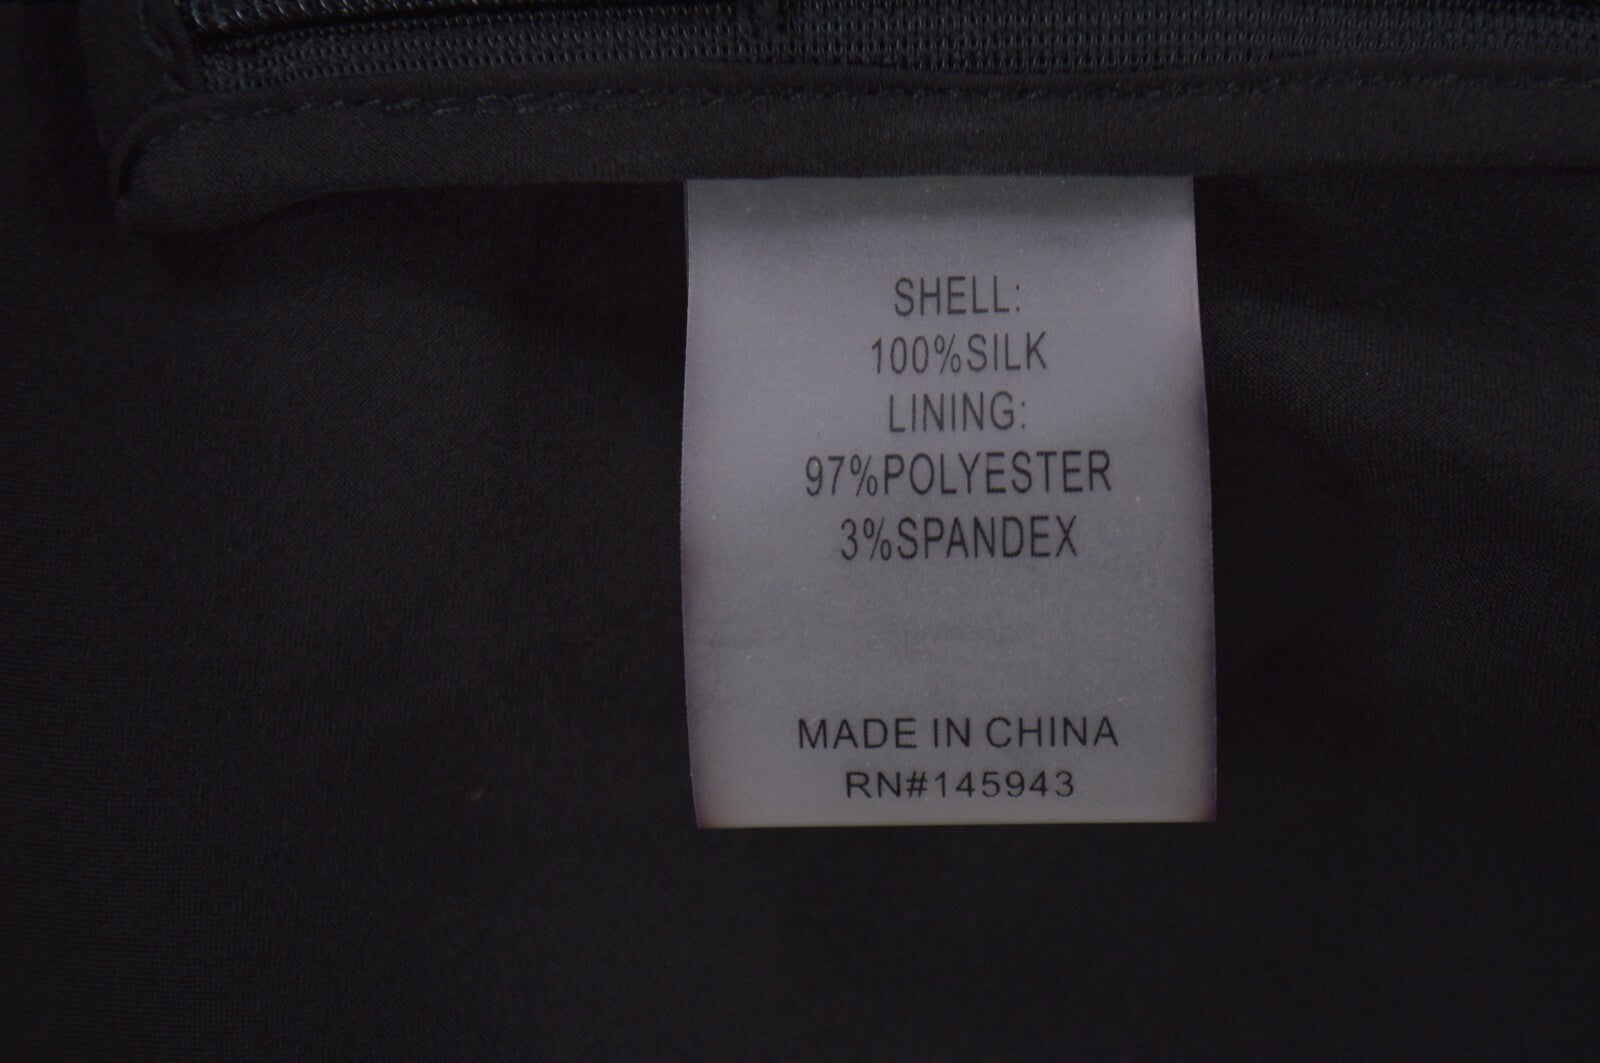 SHELL:
100%SILK
LINING:
97%POLYESTER
3%SPANDEX
MADE IN CHINA
RN#145943